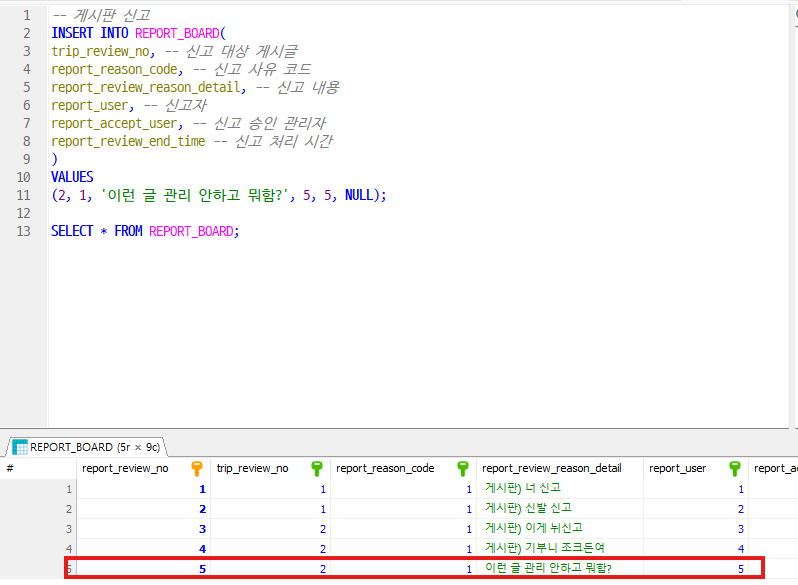 1 -- 게시판 신고
2 INSERT INTO REPORT_BOARD(
3 trip_review_no, -- 신고 대상 게시글
4 report_reason_code, -- 신고 사유 코드
5 report_review_reason_detail, -- 신고 내용
6 report_user, -- 신고자
7 report_accept_user, -- 신고 승인 관리자
8 report_review_end_time -- 신고 처리 시간
9 )
10 VALUES
11 (2, 1, '이런 글 관리 안하고 뭐함?', 5, 5, NULL);
12
13 SELECT * FROM REPORT_BOARD;
REPORT_BOARD (5r × 9c)
# report_review_no trip_review_no report_reason_code report_review_reason_detail report_user report_a
1 1 1 1 게시판) 너 신고 1
2 2 1 1 게시판) 신발 신고 2
3 3 2 1 게시판) 이게 뉘신고 3
4 4 2 1 게시판) 기부니 조크든여 4
5 5 2 1 이런 글 관리 안하고 뭐함? 5